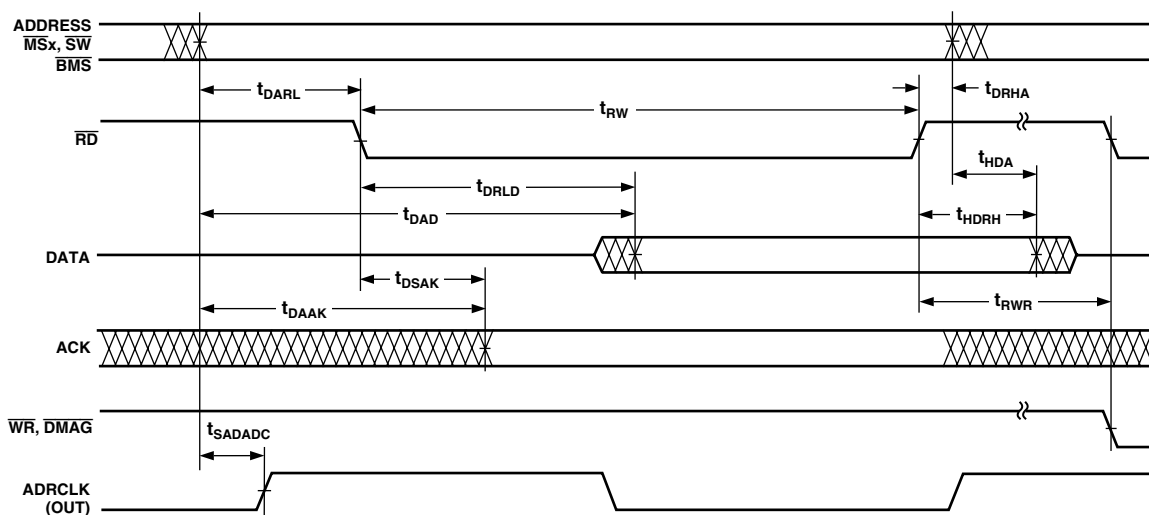 ADDRESS
MSx, SW
BMS
tDARL
tRW
tDRHA
RD
tHDA
tDRLD
tDAD
tHDRH
DATA
tDSAK
tDAAK
tRWR
ACK
WR, DMAG
tSADADC
ADRCLK
(OUT)